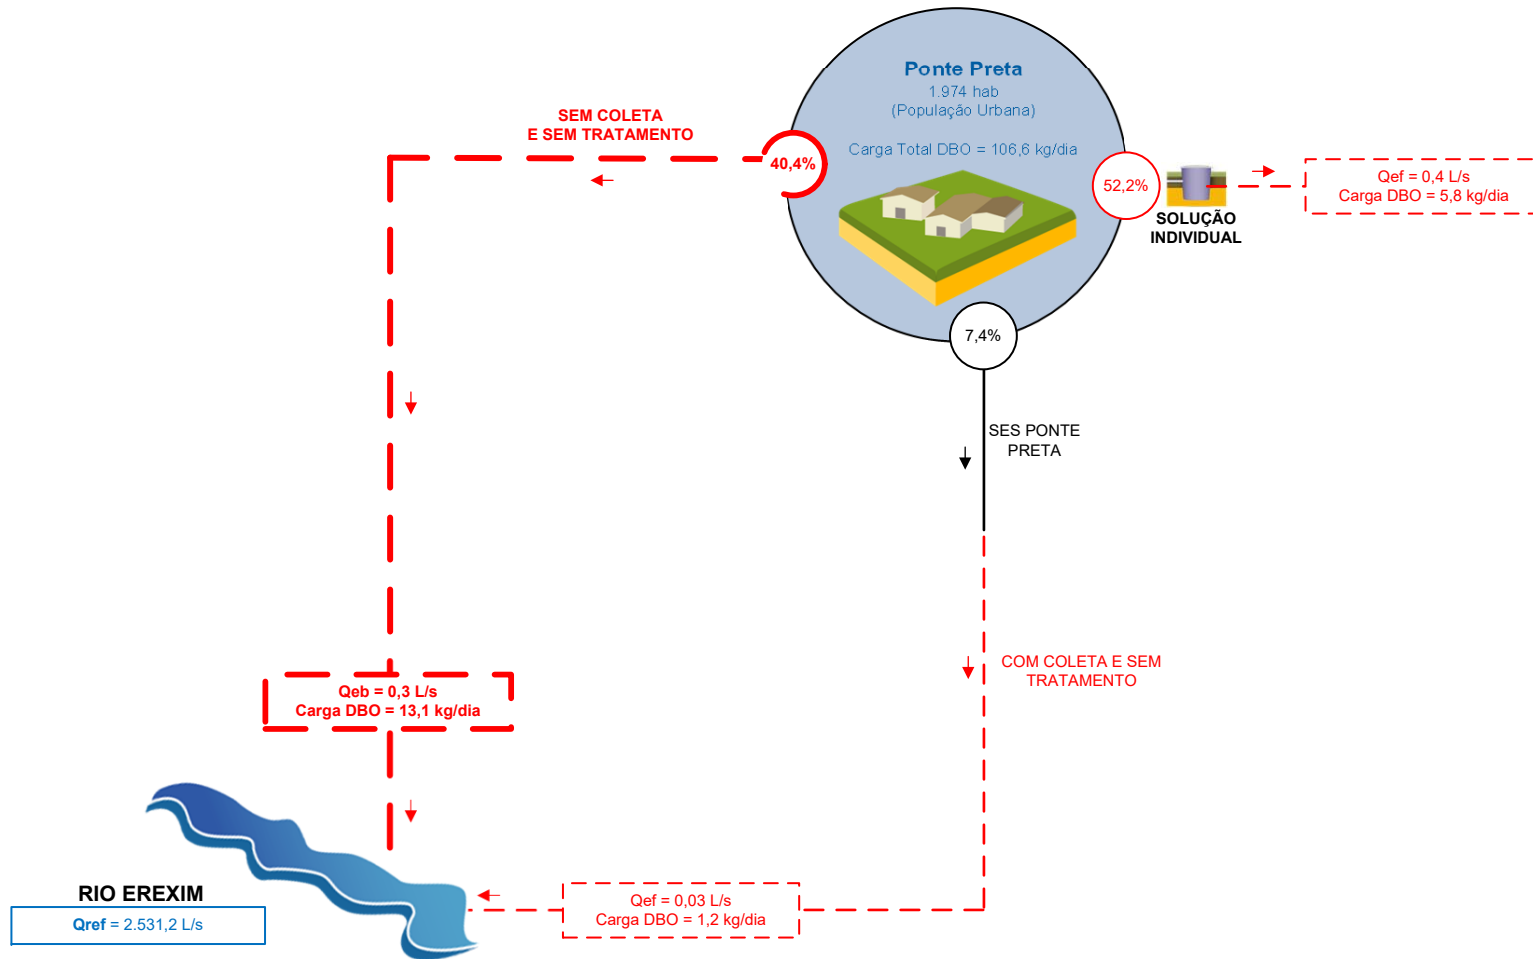 Ponte Preta
1.974 hab
(População Urbana)
Carga Total DBO = 106,6 kg/dia
SEM COLETA
E SEM TRATAMENTO
40,4%
52,2%
SOLUÇÃO
INDIVIDUAL
Qef = 0,4 L/s
Carga DBO = 5,8 kg/dia
7,4%
SES PONTE
PRETA
COM COLETA E SEM
TRATAMENTO
Qeb = 0,3 L/s
Carga DBO = 13,1 kg/dia
RIO EREXIM
Qref = 2.531,2 L/s
Qef = 0,03 L/s
Carga DBO = 1,2 kg/dia